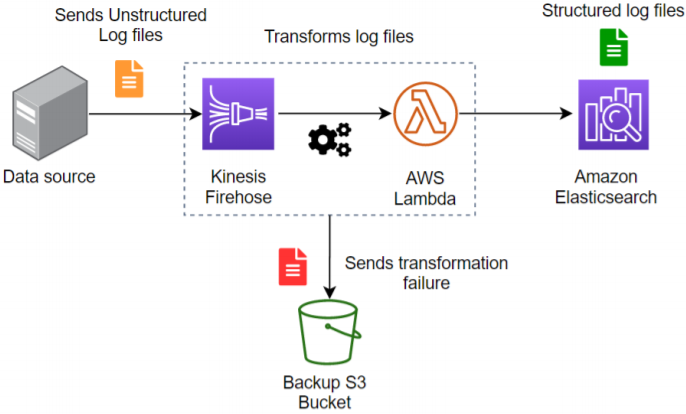 Sends Unstructured
Log files
Transforms log files
Structured log files
Data source
Kinesis
Firehose
AWS
Lambda
Amazon
Elasticsearch
Sends transformation
failure
Backup S3
Bucket